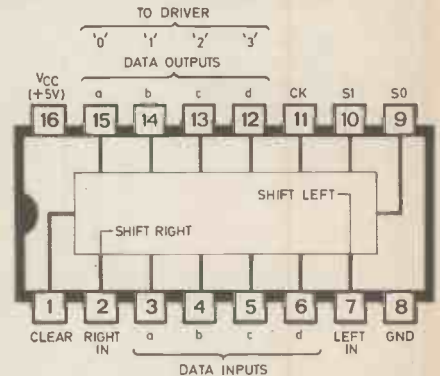 TO DRIVER
'0' '1' '2' '3'
DATA OUTPUTS
VCC
(+5V) a b c d CK S1 S0
16 15 14 13 12 11 10 9
SHIFT LEFT
SHIFT RIGHT
1 2 3 4 5 6 7 8
CLEAR RIGHT IN a b c d LEFT IN GND
DATA INPUTS